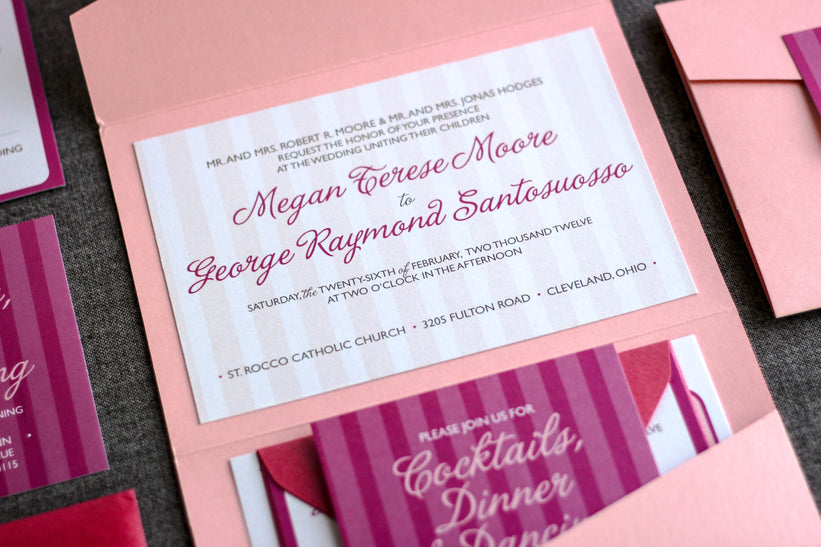 MR. AND MRS. ROBERT R. MOORE & MR. AND MRS. JONAS HODGES
REQUEST THE HONOR OF YOUR PRESENCE
AT THE WEDDING UNITING THEIR CHILDREN
Megan Terese Moore
to
George Raymond Santosuosso
SATURDAY, the TWENTY-SIXTH of FEBRUARY, TWO THOUSAND TWELVE
AT TWO O'CLOCK IN THE AFTERNOON
• ST. ROCCO CATHOLIC CHURCH • 3205 FULTON ROAD • CLEVELAND, OHIO •
PLEASE JOIN US FOR
Cocktails,
Dinner
& Dancing